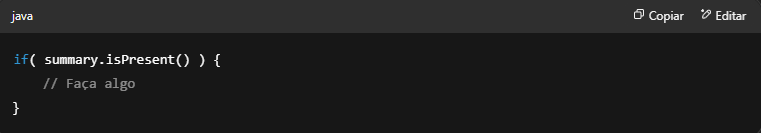 java Copiar Editar
if( summary.isPresent() ) {
    // Faça algo
}